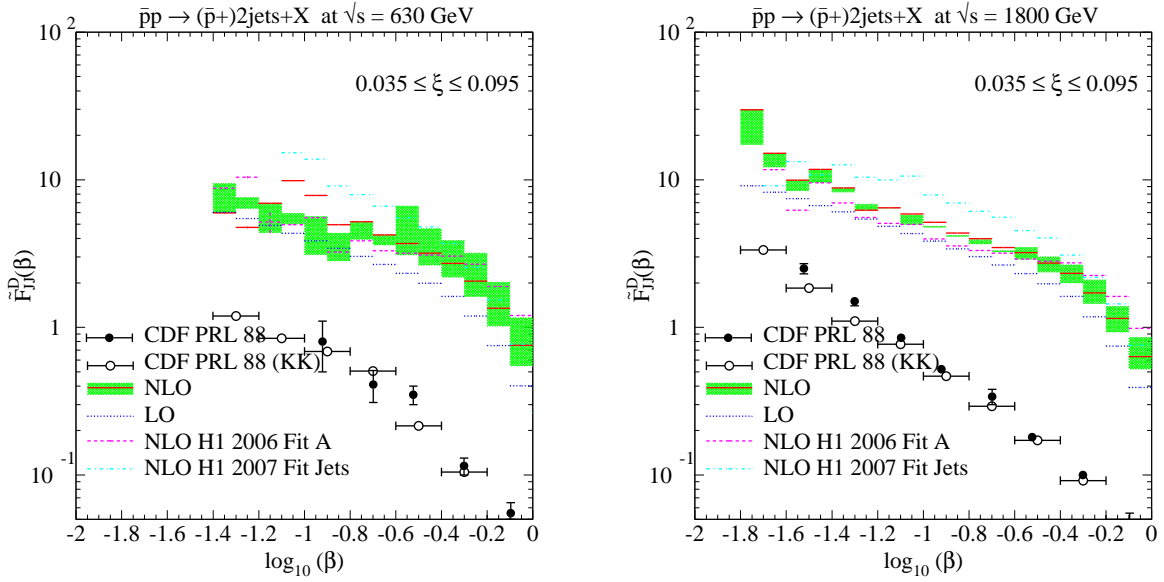 p̄p → (p̄+)2jets+X at √s = 630 GeV
10²
0.035 ≤ ξ ≤ 0.095
10
F̃ᴰJJ(β)
1
CDF PRL 88
CDF PRL 88 (KK)
NLO
LO
NLO H1 2006 Fit A
NLO H1 2007 Fit Jets
10⁻¹
-2 -1.8 -1.6 -1.4 -1.2 -1 -0.8 -0.6 -0.4 -0.2 0
log₁₀ (β)
p̄p → (p̄+)2jets+X at √s = 1800 GeV
10²
0.035 ≤ ξ ≤ 0.095
10
F̃ᴰJJ(β)
1
CDF PRL 88
CDF PRL 88 (KK)
NLO
LO
NLO H1 2006 Fit A
NLO H1 2007 Fit Jets
10⁻¹
-2 -1.8 -1.6 -1.4 -1.2 -1 -0.8 -0.6 -0.4 -0.2 0
log₁₀ (β)